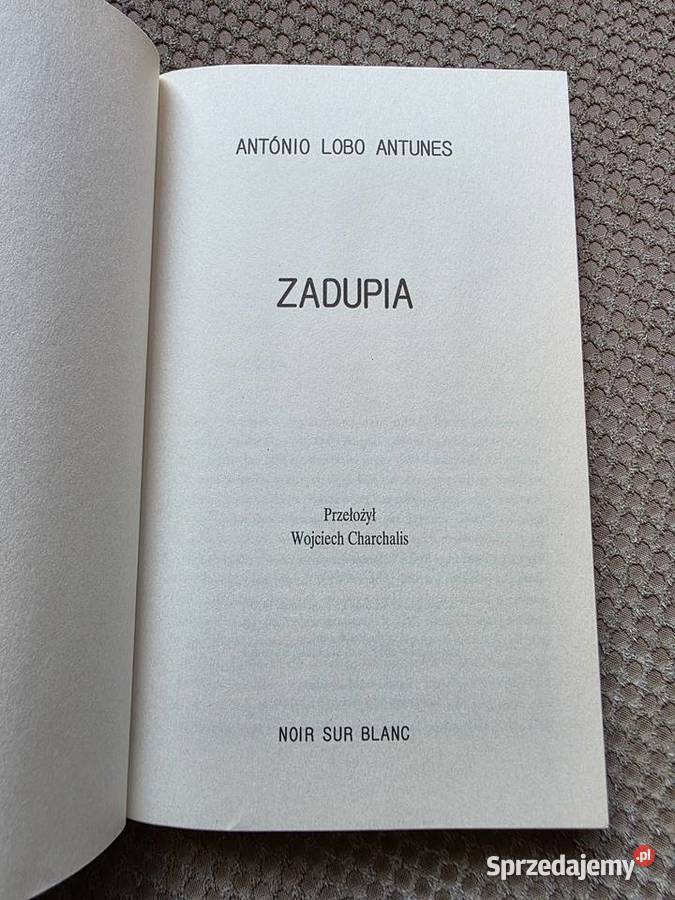 ANTÓNIO LOBO ANTUNES
ZADUPIA
Przełożył
Wojciech Charchalis
NOIR SUR BLANC
Sprzedajemy.pl